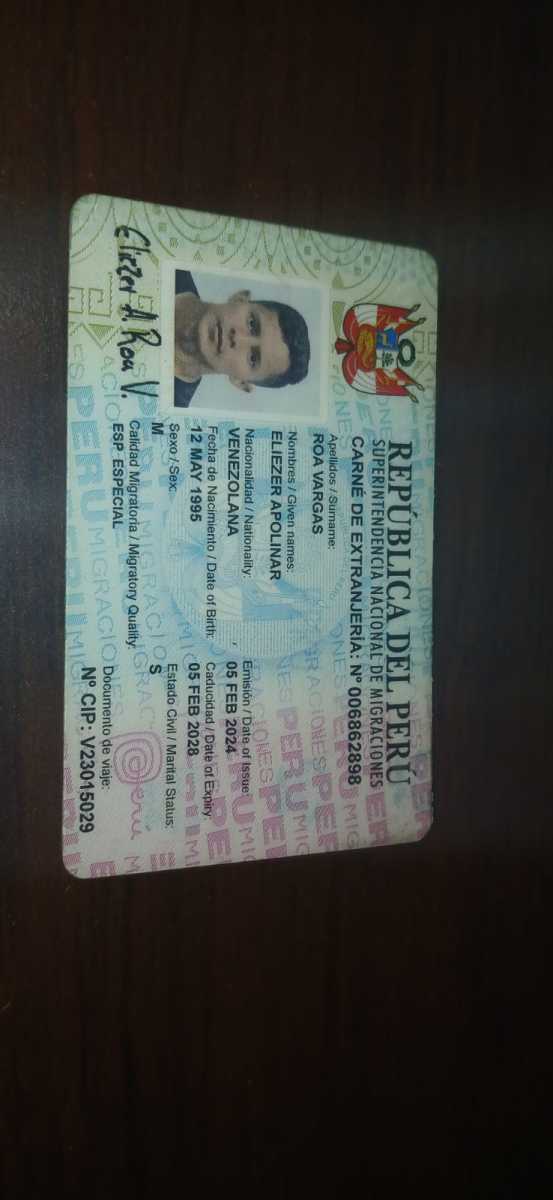 REPÚBLICA DEL PERÚ
SUPERINTENDENCIA NACIONAL DE MIGRACIONES
CARNÉ DE EXTRANJERÍA: Nº 006862898
Apellidos / Surname:
ROA VARGAS
Nombres / Given names:
ELIEZER APOLINAR
Nacionalidad / Nationality:
VENEZOLANA
Emisión / Date of Issue:
05 FEB 2024
Fecha de Nacimiento / Date of Birth:
12 MAY 1995
Caducidad / Date of Expiry:
05 FEB 2028
Sexo / Sex:
M
Estado Civil / Marital Status:
S
Calidad Migratoria / Migratory Quality:
ESP ESPECIAL
Documento de viaje:
Nº CIP: V23015029
Eliezer A. Roa V.